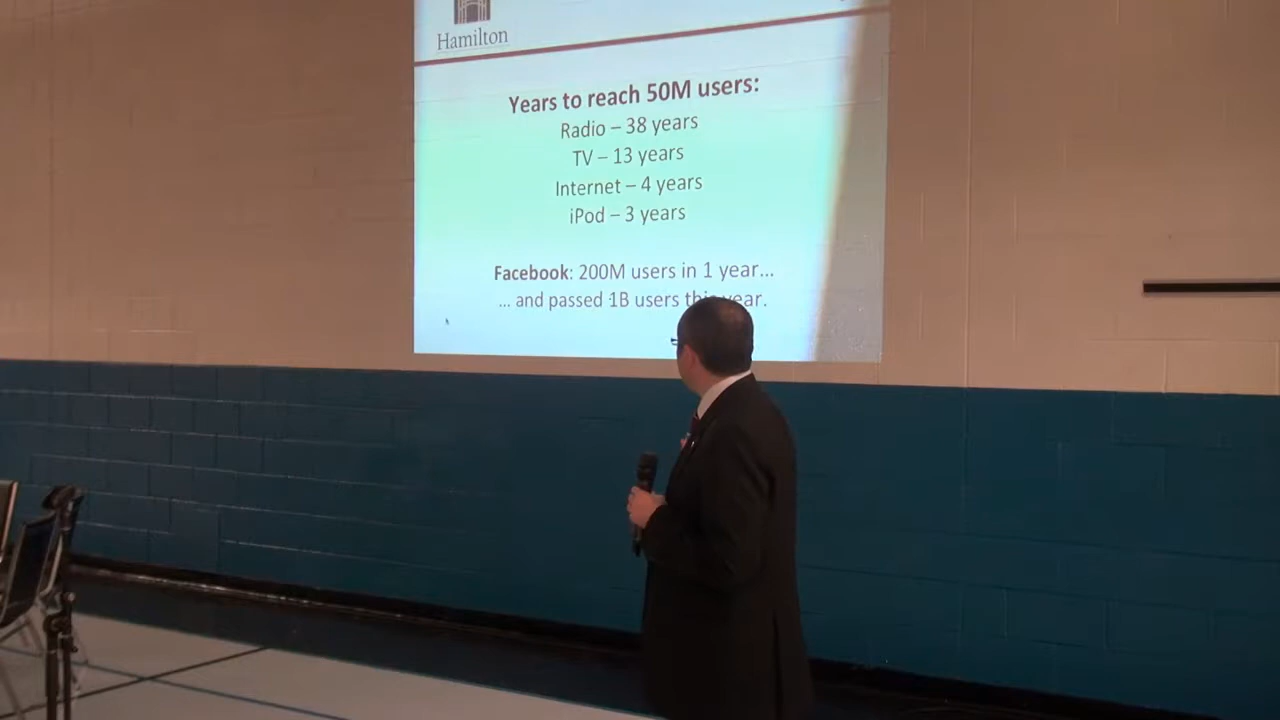 Hamilton
Years to reach 50M users:
Radio – 38 years
TV – 13 years
Internet – 4 years
iPod – 3 years
Facebook: 200M users in 1 year...
... and passed 1B users this year.